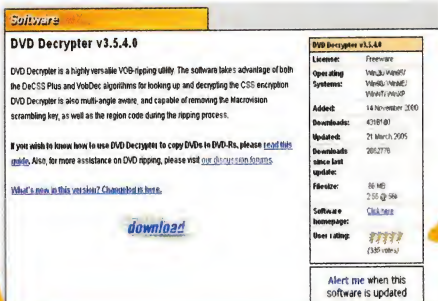 Software
DVD Decrypter v3.5.4.0
DVD Decrypter is a highly versatile VOB-ripping utility. The software takes advantage of both
the DeCSS Plus and VobDec algorithms for looking up and decrypting the CSS encryption
DVD Decrypter is also multi-angle aware, and capable of removing the Macrovision
scrambling key, as well as the region code during the ripping process.
If you wish to know how to use DVD Decrypter to copy DVDs to DVD-Rs, please read this
guide. Also, for more assistance on DVD ripping, please visit our discussion forums.
What's new in this version? Changelog is here.
download
DVD Decrypter v3.5.4.0
License: Freeware
Operating
Systems:
Added: 14 November 2000
Downloads:
Updated: 21 March 2005
Downloads
since last
update:
Filesize: MB
Software Click here
homepage:
User rating:
votes)
Alert me when this
software is updated